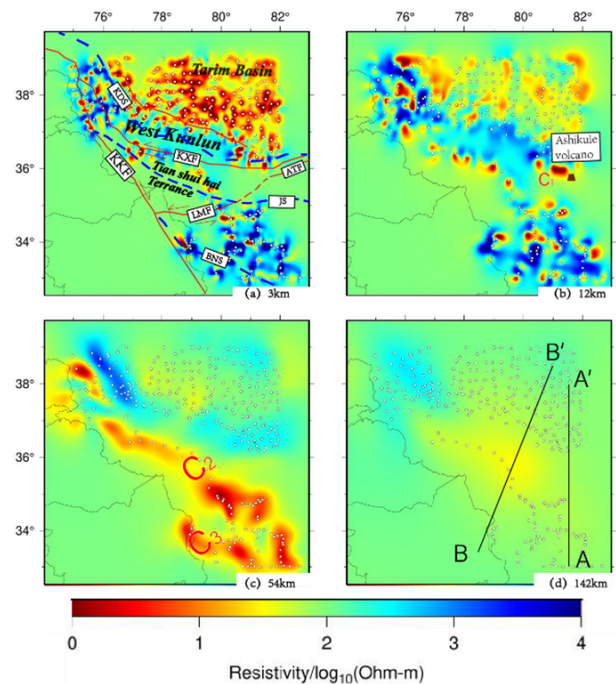 76° 78° 80° 82°
76° 78° 80° 82°
38°
36°
34°
Tarim Basin
KDS
West Kunlun
KXF
KKF
Tian shui hai
Terrance
ATF
LMF
JS
BNS
(a) 3km
38°
36°
34°
Ashikule
volcano
C1
(b) 12km
38°
36°
34°
C2
C3
(c) 54km
38°
36°
34°
B'
A'
B
A
(d) 142km
0 1 2 3 4
Resistivity/log10(Ohm-m)